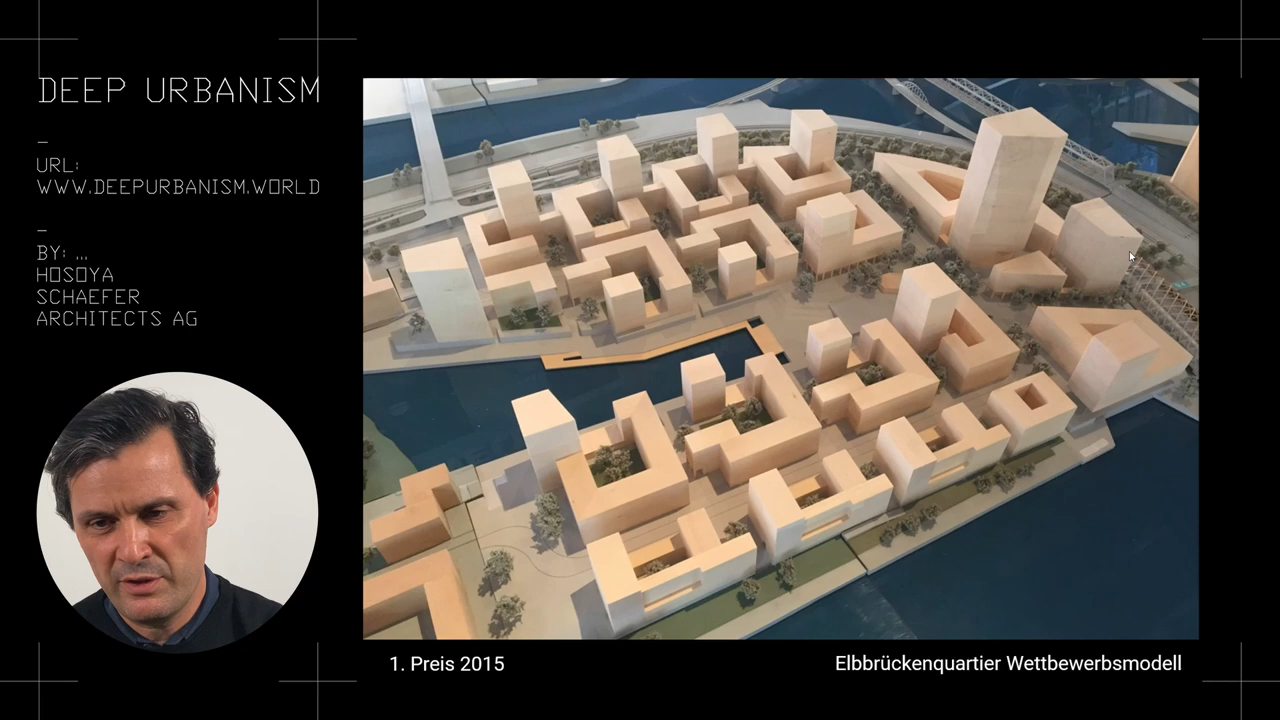 DEEP URBANISM
–
URL:
WWW.DEEPURBANISM.WORLD
–
BY: ...
HOSOYA
SCHAEFER
ARCHITECTS AG
1. Preis 2015
Elbbrückenquartier Wettbewerbsmodell